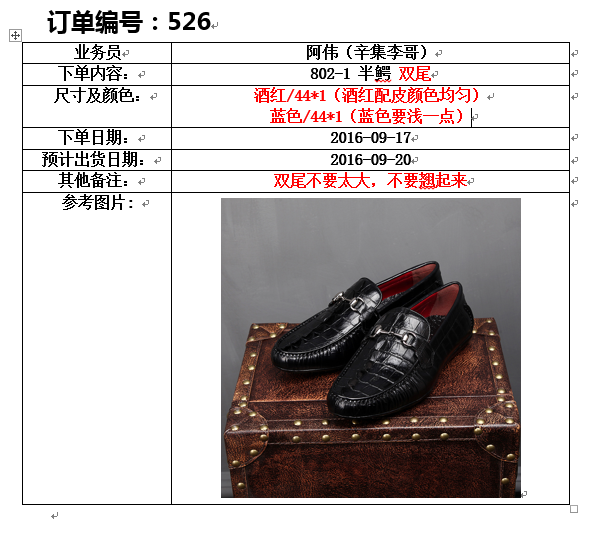 订单编号：526
业务员 阿伟（辛集李哥）
下单内容： 802-1 半鳄 双尾
尺寸及颜色： 酒红/44*1（酒红配皮颜色均匀）
蓝色/44*1（蓝色要浅一点）
下单日期： 2016-09-17
预计出货日期： 2016-09-20
其他备注： 双尾不要太大，不要翘起来
参考图片：